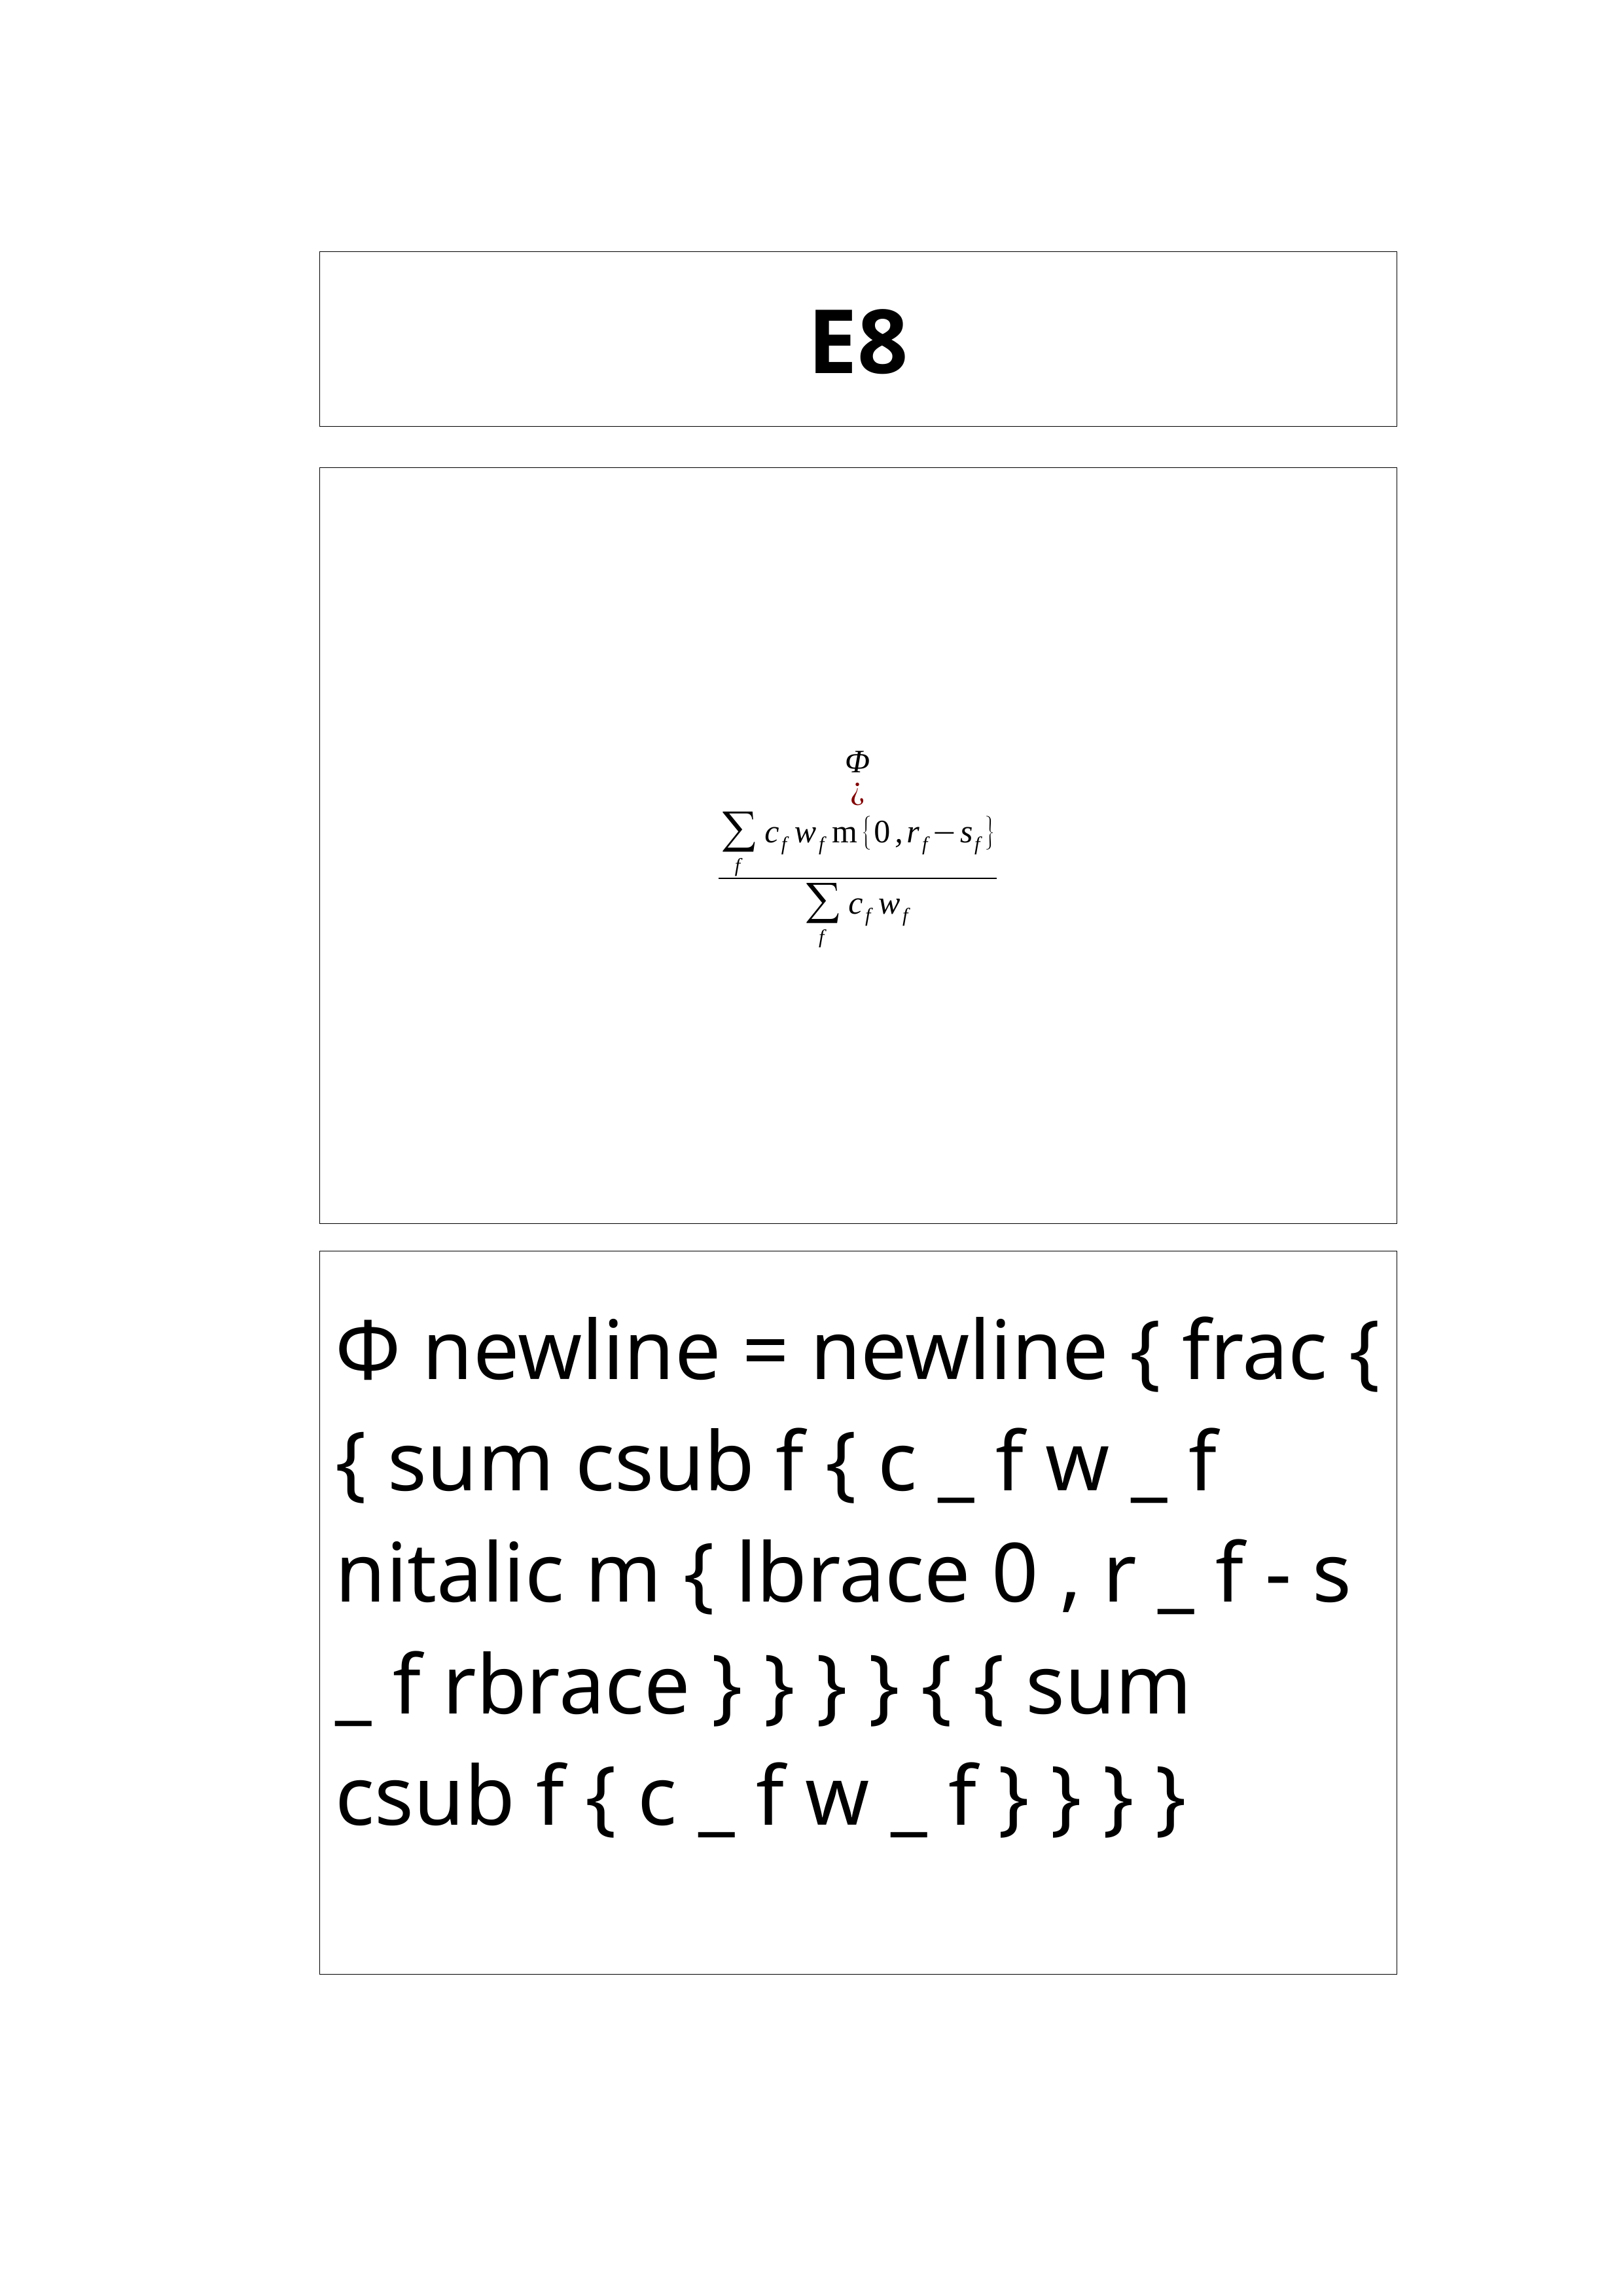 E8
Φ
¿
∑ c_f w_f m {0 , r_f − s_f}
f
∑ c_f w_f
f
Φ newline = newline { frac {
{ sum csub f { c _ f w _ f
nitalic m { lbrace 0 , r _ f - s
_ f rbrace } } } } { { sum
csub f { c _ f w _ f } } } }